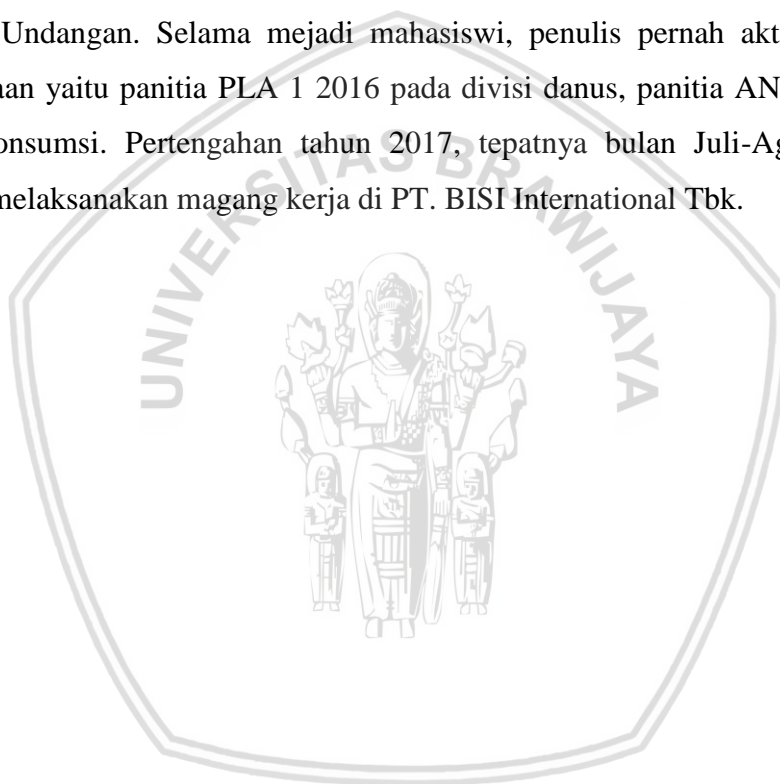 Undangan. Selama mejadi mahasiswi, penulis pernah akt
aan yaitu panitia PLA 1 2016 pada divisi danus, panitia AN
onsumsi. Pertengahan tahun 2017, tepatnya bulan Juli-Ag
melaksanakan magang kerja di PT. BISI International Tbk.
UNIVERSITAS BRAWIJAYA